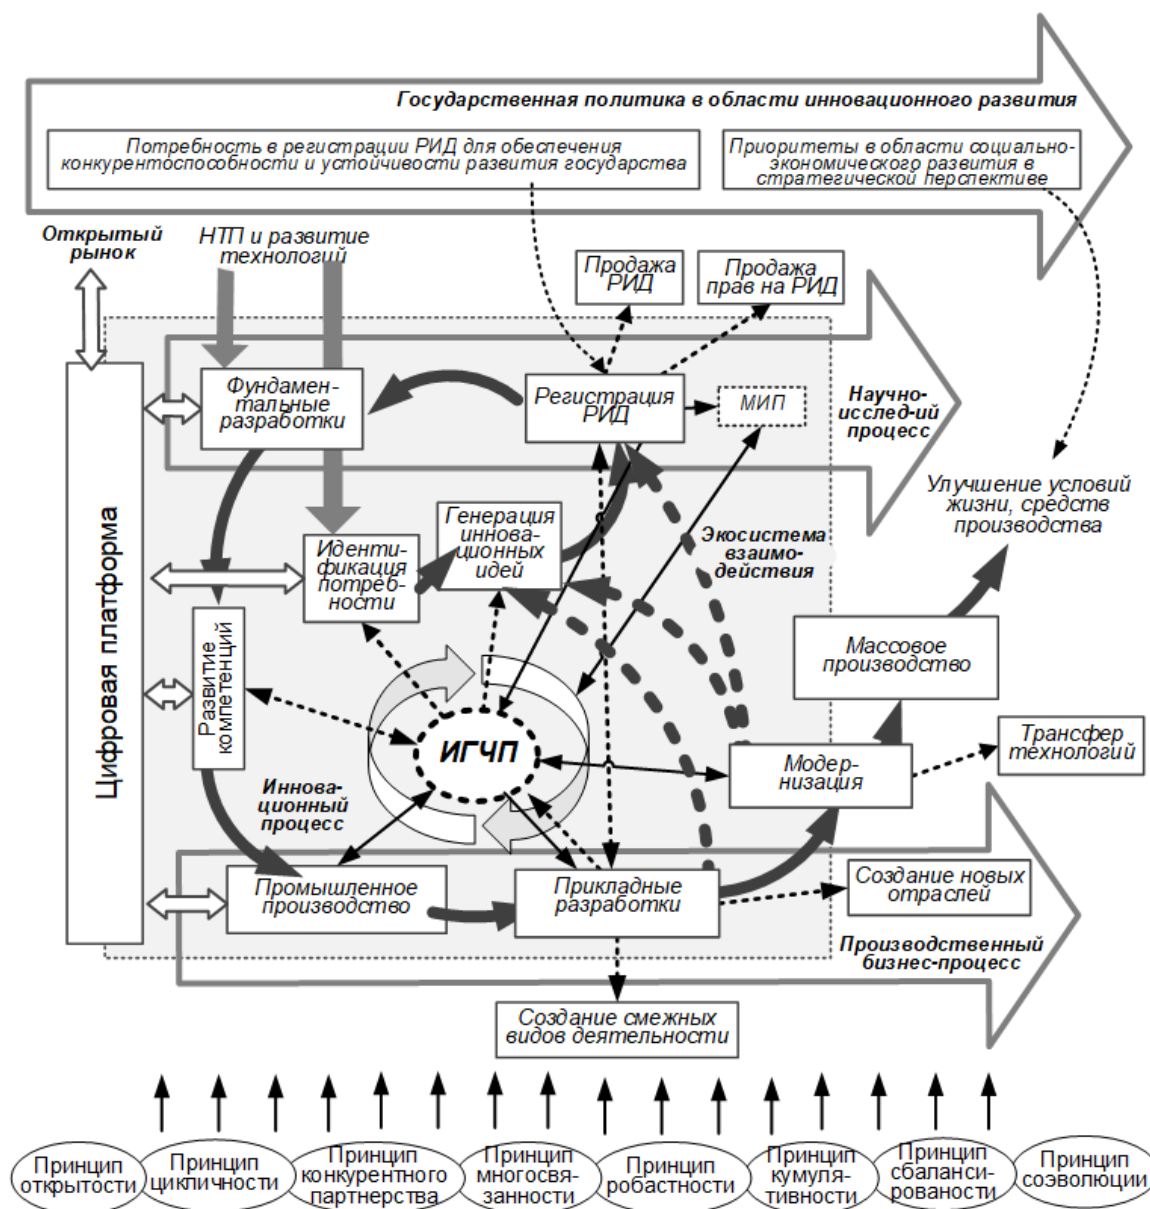 Государственная политика в области инновационного развития
Потребность в регистрации РИД для обеспечения
конкурентоспособности и устойчивости развития государства
Приоритеты в области социально-
экономического развития в
стратегической перспективе
Открытый
рынок
НТП и развитие
технологий
Продажа
РИД
Продажа
прав на РИД
Фундамен-
тальные
разработки
Регистрация
РИД
МИП
Научно-
исслед-ий
процесс
Улучшение условий
жизни, средств
производства
Генерация
иннова-
ционных
идей
Иденти-
фикация
потреб-
ности
Экосистема
взаимо-
действия
Цифровая платформа
Развитие
компетенций
Массовое
производство
ИГЧП
Трансфер
технологий
Модер-
низация
Иннова-
ционный
процесс
Промышленное
производство
Прикладные
разработки
Создание новых
отраслей
Производственный
бизнес-процесс
Создание смежных
видов деятельности
Принцип
открытости
Принцип
цикличности
Принцип
конкурентного
партнерства
Принцип
многосвя-
занности
Принцип
робастности
Принцип
кумуля-
тивности
Принцип
сбаланси-
рованости
Принцип
соэволюции